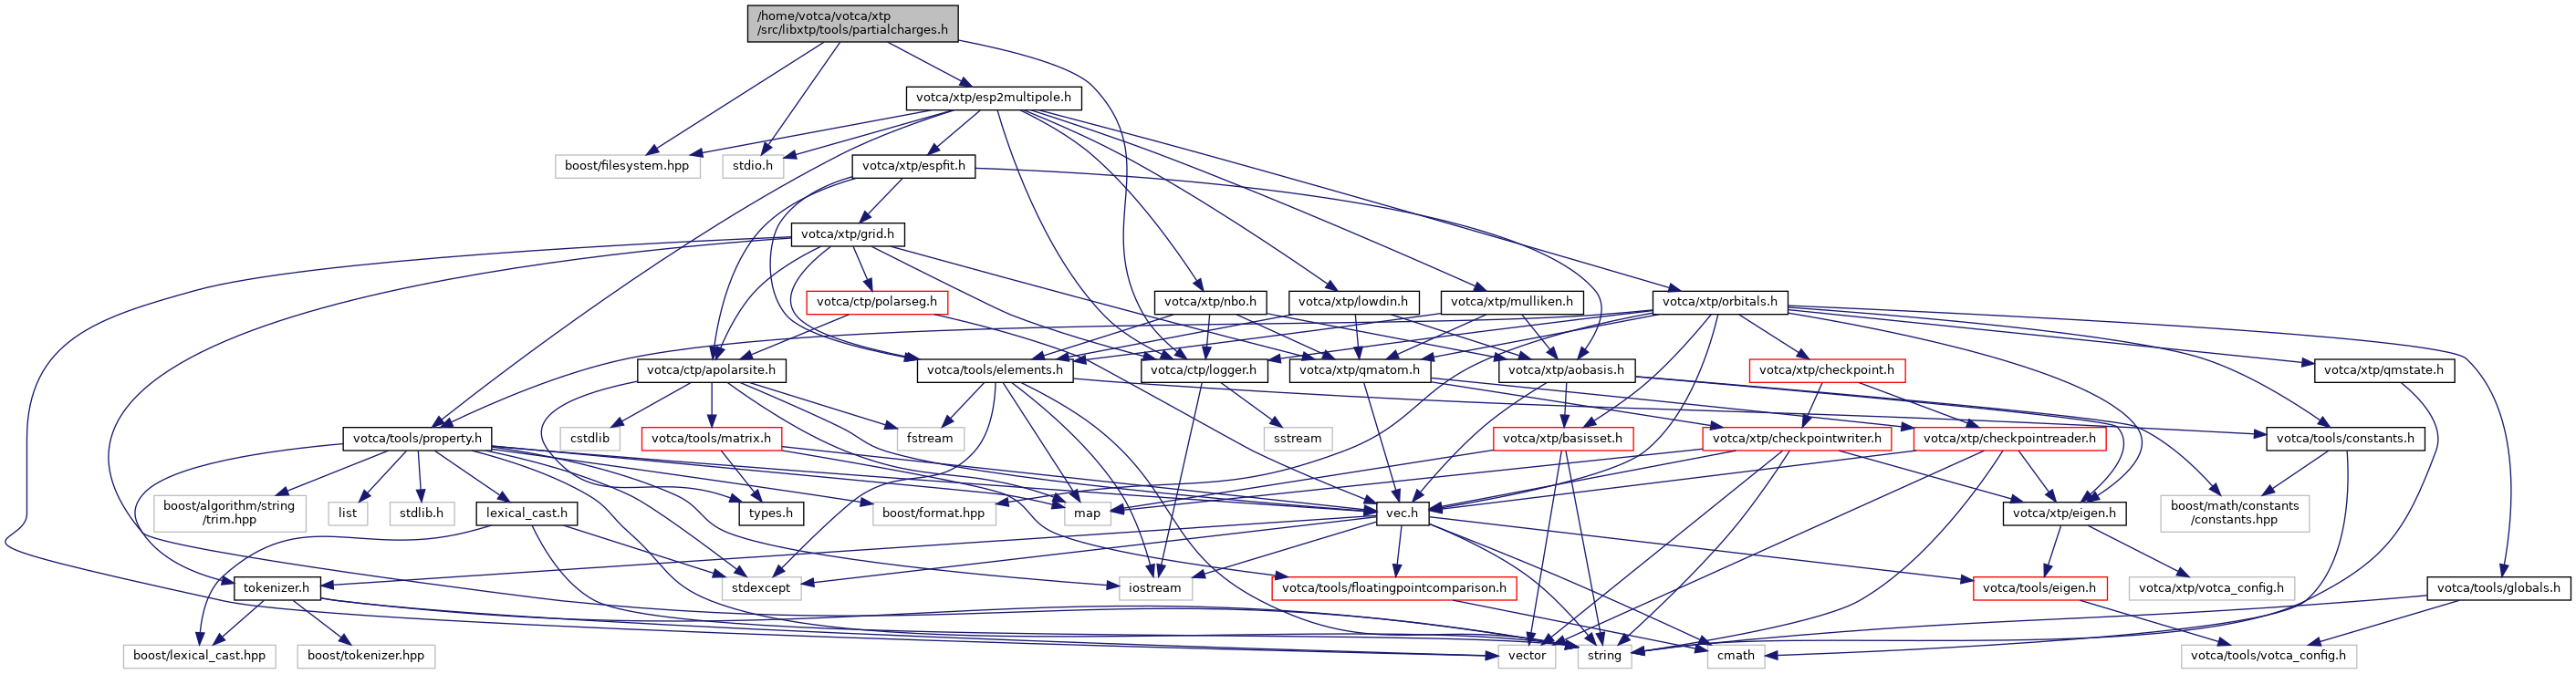 /home/votca/votca/xtp
/src/libxtp/tools/partialcharges.h
votca/xtp/esp2multipole.h
boost/filesystem.hpp
stdio.h
votca/xtp/espfit.h
votca/xtp/grid.h
votca/ctp/polarseg.h
votca/xtp/nbo.h
votca/xtp/lowdin.h
votca/xtp/mulliken.h
votca/xtp/orbitals.h
votca/ctp/apolarsite.h
votca/tools/elements.h
votca/ctp/logger.h
votca/xtp/qmatom.h
votca/xtp/aobasis.h
votca/xtp/checkpoint.h
votca/xtp/qmstate.h
votca/tools/property.h
cstdlib
votca/tools/matrix.h
fstream
sstream
votca/xtp/basisset.h
votca/xtp/checkpointwriter.h
votca/xtp/checkpointreader.h
votca/tools/constants.h
boost/algorithm/string
/trim.hpp
list
stdlib.h
lexical_cast.h
types.h
boost/format.hpp
map
vec.h
votca/xtp/eigen.h
boost/math/constants
/constants.hpp
tokenizer.h
stdexcept
iostream
votca/tools/floatingpointcomparison.h
votca/tools/eigen.h
votca/xtp/votca_config.h
votca/tools/globals.h
boost/lexical_cast.hpp
boost/tokenizer.hpp
vector
string
cmath
votca/tools/votca_config.h